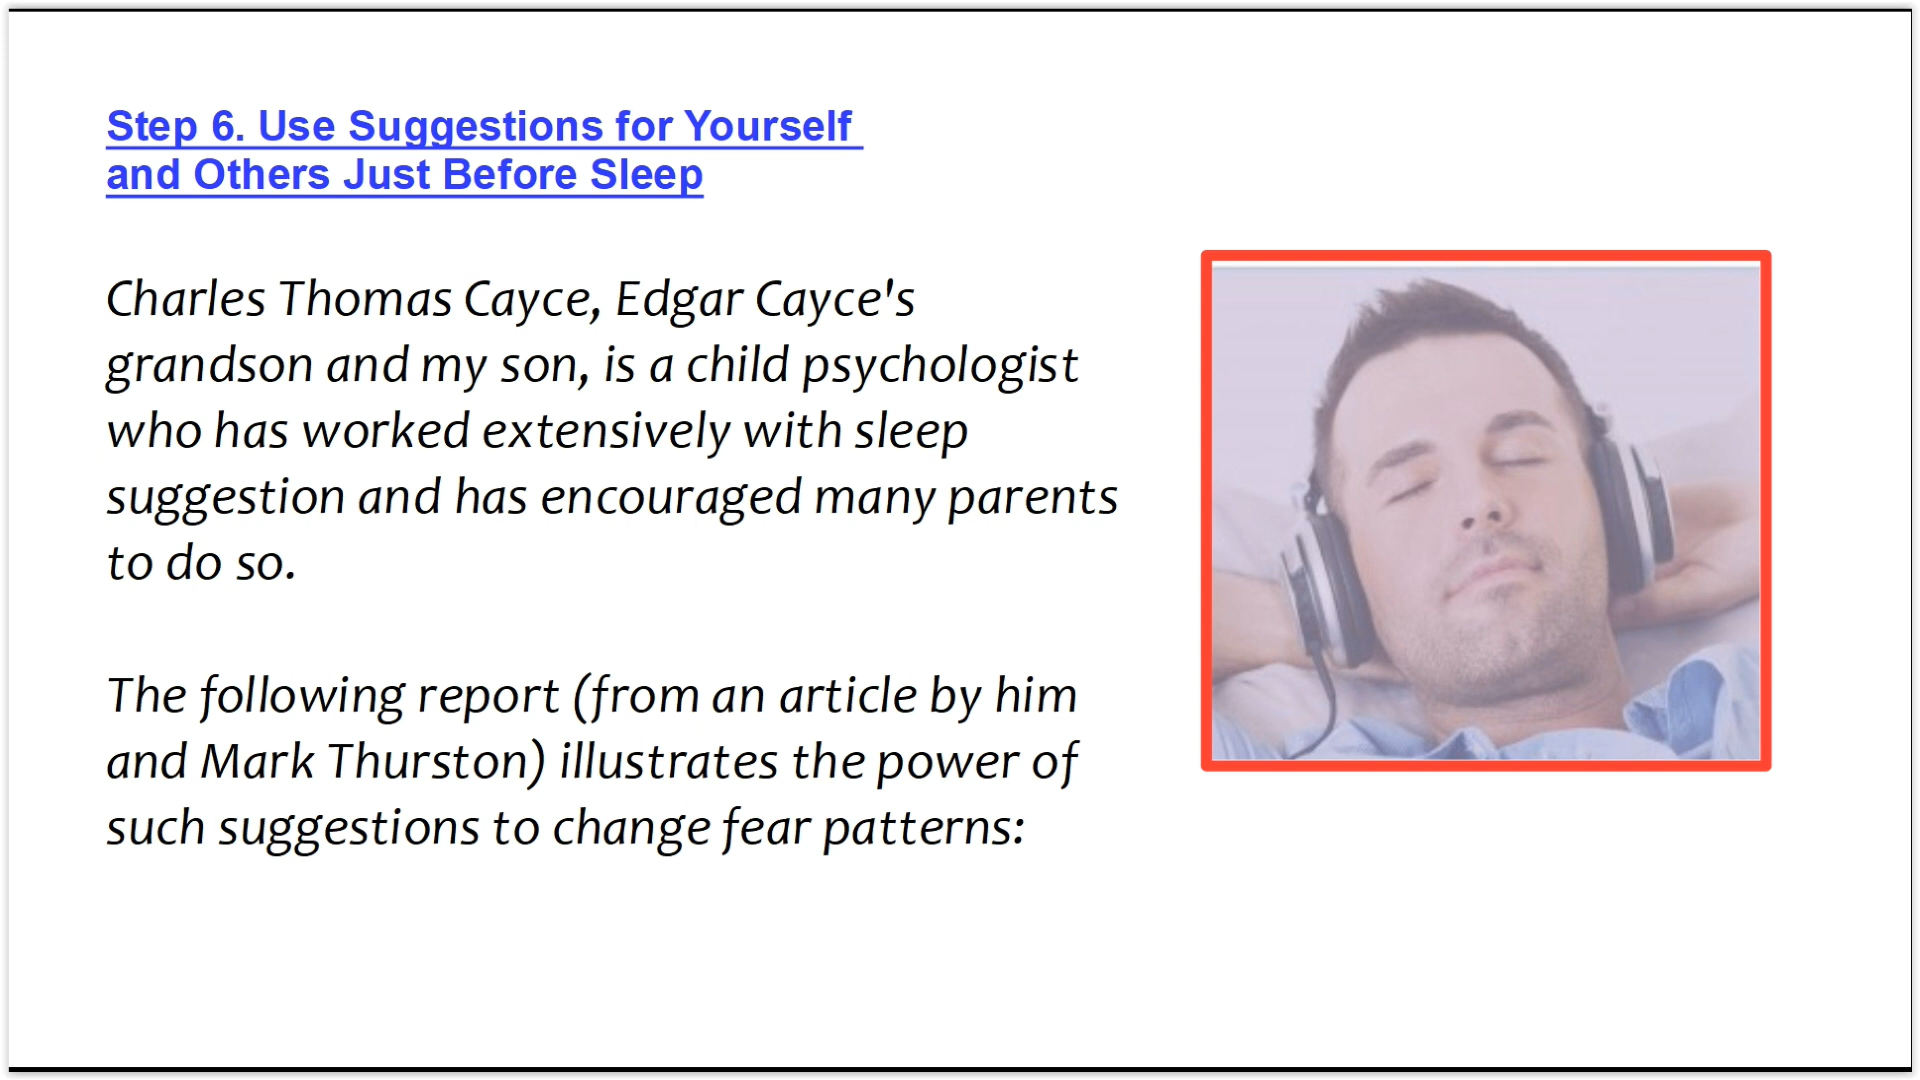 Step 6. Use Suggestions for Yourself
and Others Just Before Sleep
Charles Thomas Cayce, Edgar Cayce's
grandson and my son, is a child psychologist
who has worked extensively with sleep
suggestion and has encouraged many parents
to do so.
The following report (from an article by him
and Mark Thurston) illustrates the power of
such suggestions to change fear patterns: